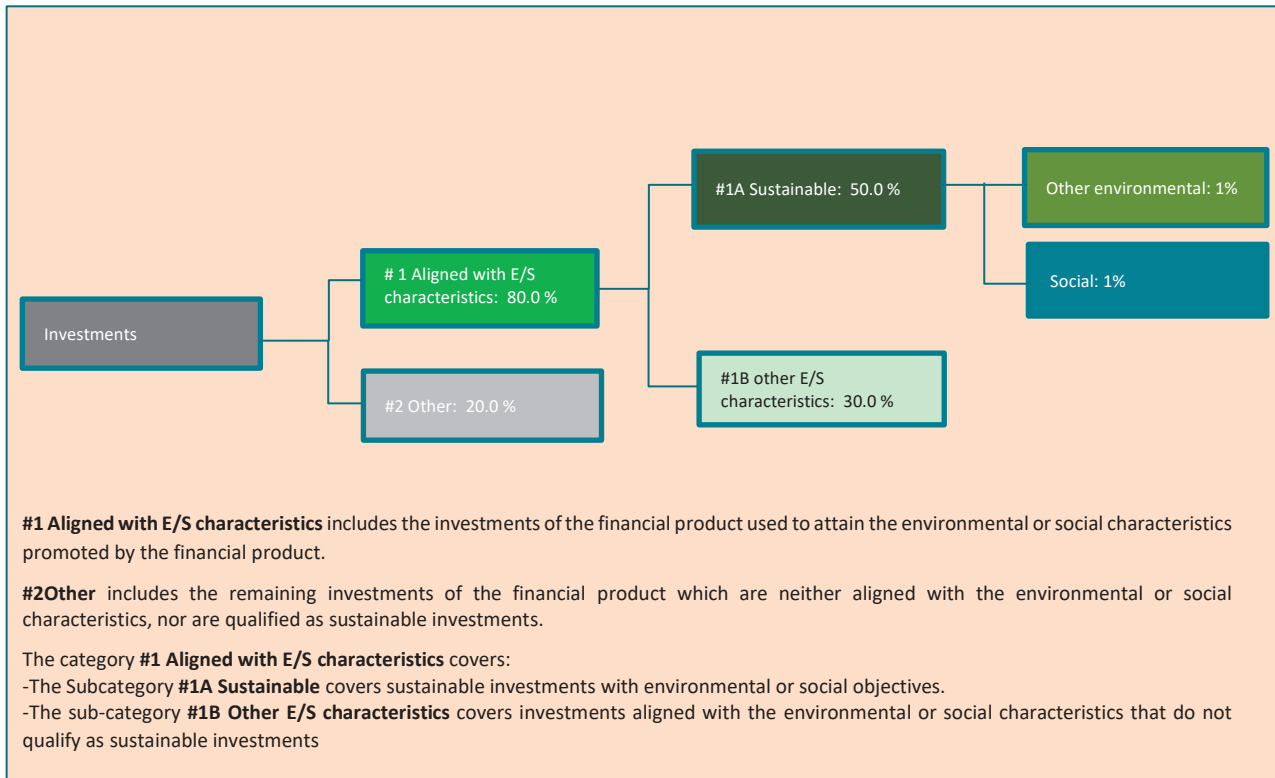 #1A Sustainable: 50.0 %
Other environmental: 1%
# 1 Aligned with E/S
characteristics: 80.0 %
Social: 1%
Investments
#1B other E/S
characteristics: 30.0 %
#2 Other: 20.0 %
#1 Aligned with E/S characteristics includes the investments of the financial product used to attain the environmental or social characteristics
promoted by the financial product.
#2Other includes the remaining investments of the financial product which are neither aligned with the environmental or social
characteristics, nor are qualified as sustainable investments.
The category #1 Aligned with E/S characteristics covers:
-The Subcategory #1A Sustainable covers sustainable investments with environmental or social objectives.
-The sub-category #1B Other E/S characteristics covers investments aligned with the environmental or social characteristics that do not
qualify as sustainable investments